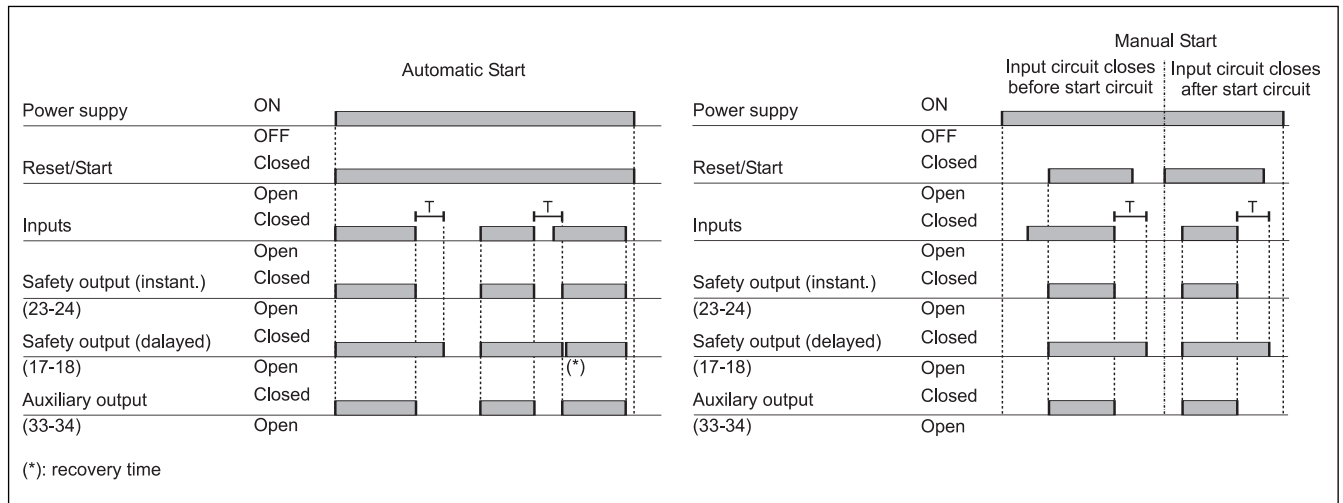 Automatic Start
Power suppy ON
OFF
Reset/Start Closed
Open
T T
Inputs Closed
Open
Safety output (instant.) Closed
(23-24) Open
Safety output (dalayed) Closed
(17-18) Open (*)
Auxiliary output Closed
(33-34) Open
(*): recovery time
Manual Start
Input circuit closes before start circuit
Input circuit closes after start circuit
Power suppy ON
OFF
Reset/Start Closed
Open
T T
Inputs Closed
Open
Safety output (instant.) Closed
(23-24) Open
Safety output (delayed) Closed
(17-18) Open
Auxiliary output Closed
(33-34) Open